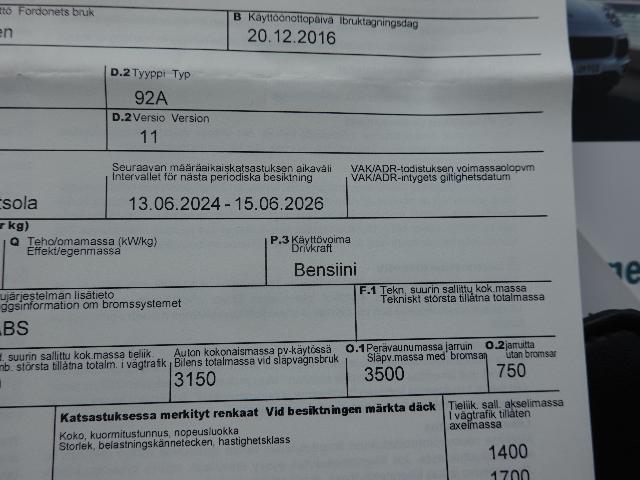 Fordonets brus
B Käyttöönottopäivä Ibruktagningsdag
20.12.2016
D.2 Tyyppi Typ
92A
D.2 Versio Version
11
Seuraavan määräaikaiskatsastuksen aikaväli
Intervallet för nästa periodiska besiktning
13.06.2024 - 15.06.2026
VAK/ADR-todistuksen voimassaolopvm
VAK/ADR-intygets giltighetsdatum
tsola
r kg)
Q Teho/omamassa (kW/kg)
Effekt/egenmassa
P.3 Käyttövoima
Drivkraft
Bensiini
ujärjestelmän lisätieto
ggsinformation om bromssystemet
ABS
F.1 Tekn. suurin sallittu kok.massa
Tekniskt största tillåtna totalmassa
. suurin sallittu kok.massa tieliik.
nb. största tillåtna totalm. i vägtrafik
Auton kokonaismassa pv-käytössä
Bilens totalmassa vid släpvagnsbruk
3150
O.1 Perävaunumassa jarruin
Släpv.massa med bromsar
3500
O.2 jarruitta
utan bromsar
750
Katsastuksessa merkityt renkaat Vid besiktningen märkta däck
Koko, kuormitustunnus, nopeusluokka
Storlek, belastningskännetecken, hastighetsklass
Tieliik. sall. akselimassa
I vägtrafik tillåten
axelmassa
1400
1700